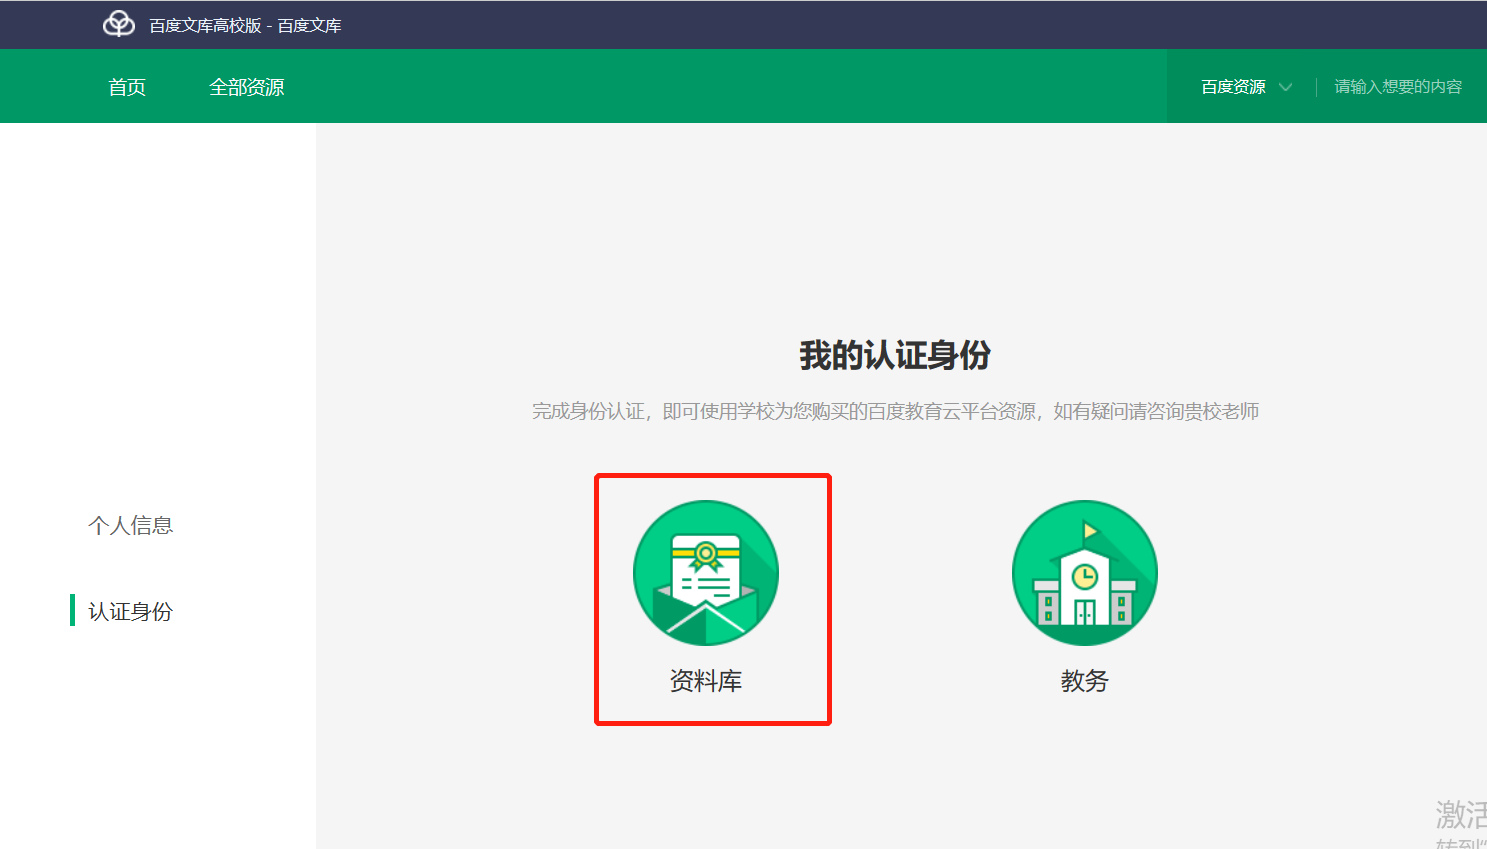 百度文库高校版 - 百度文库
首页 全部资源 百度资源 请输入想要的内容
我的认证身份
完成身份认证，即可使用学校为您购买的百度教育云平台资源，如有疑问请咨询贵校老师
个人信息
认证身份
资料库 教务
激活
转到"